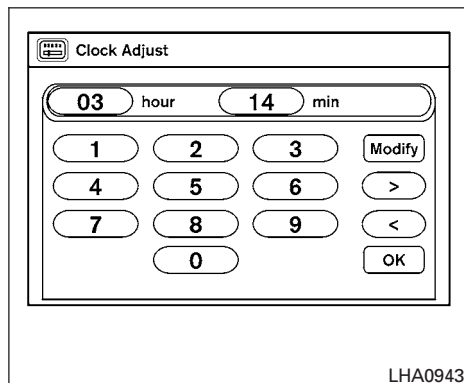 Clock Adjust
03 hour 14 min
1 2 3 Modify
4 5 6 >
7 8 9 <
0 OK
LHA0943